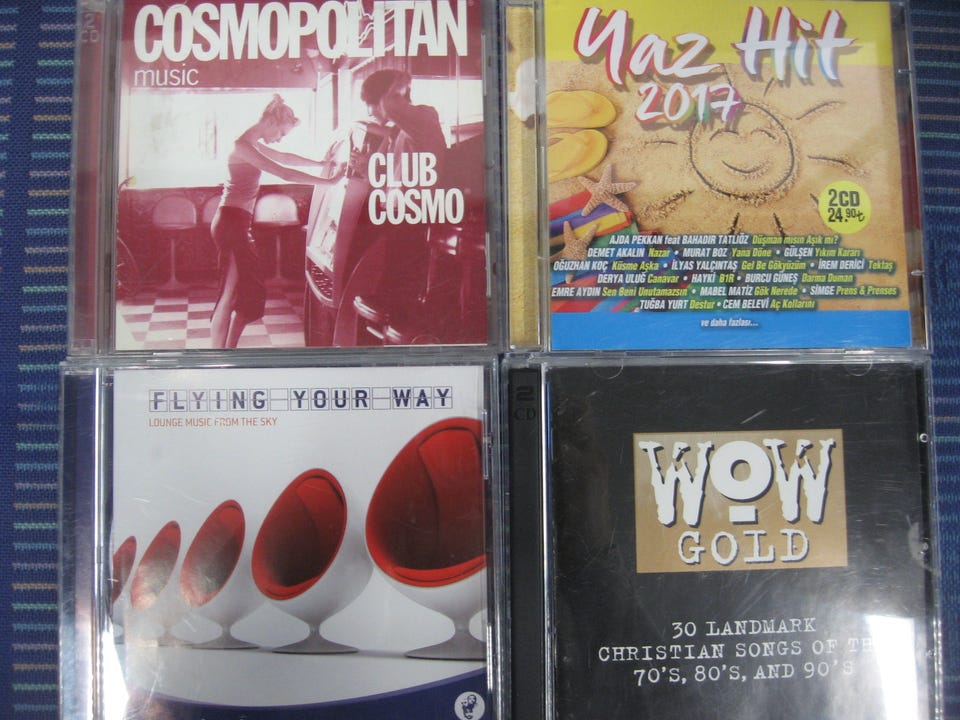 2
CD
COSMOPOLITAN
music
CLUB
COSMO
Yaz Hit
2017
2CD
24.90₺
AJDA PEKKAN feat BAHADIR TATLIÖZ Düşman mısın Aşık mı?
DEMET AKALIN Nazar • MURAT BOZ Yana Döne • GÜLŞEN Yıkım Kararı
OĞUZHAN KOÇ Küsme Aşka • İLYAS YALÇINTAŞ Gel Be Gökyüzüm • İREM DERİCİ Tektaş
DERYA ULUĞ Canavar • HAYKİ B1R • BURCU GÜNEŞ Darma Duman
EMRE AYDIN Sen Beni Unutamazsın • MABEL MATİZ Gök Nerede • SİMGE Prens & Prenses
TUĞBA YURT Destur • CEM BELEVİ Aç Kollarını
ve daha fazlası...
FLYING YOUR WAY
LOUNGE MUSIC FROM THE SKY
2
CD
WOW
GOLD
30 LANDMARK
CHRISTIAN SONGS OF THE
70'S, 80'S, AND 90'S